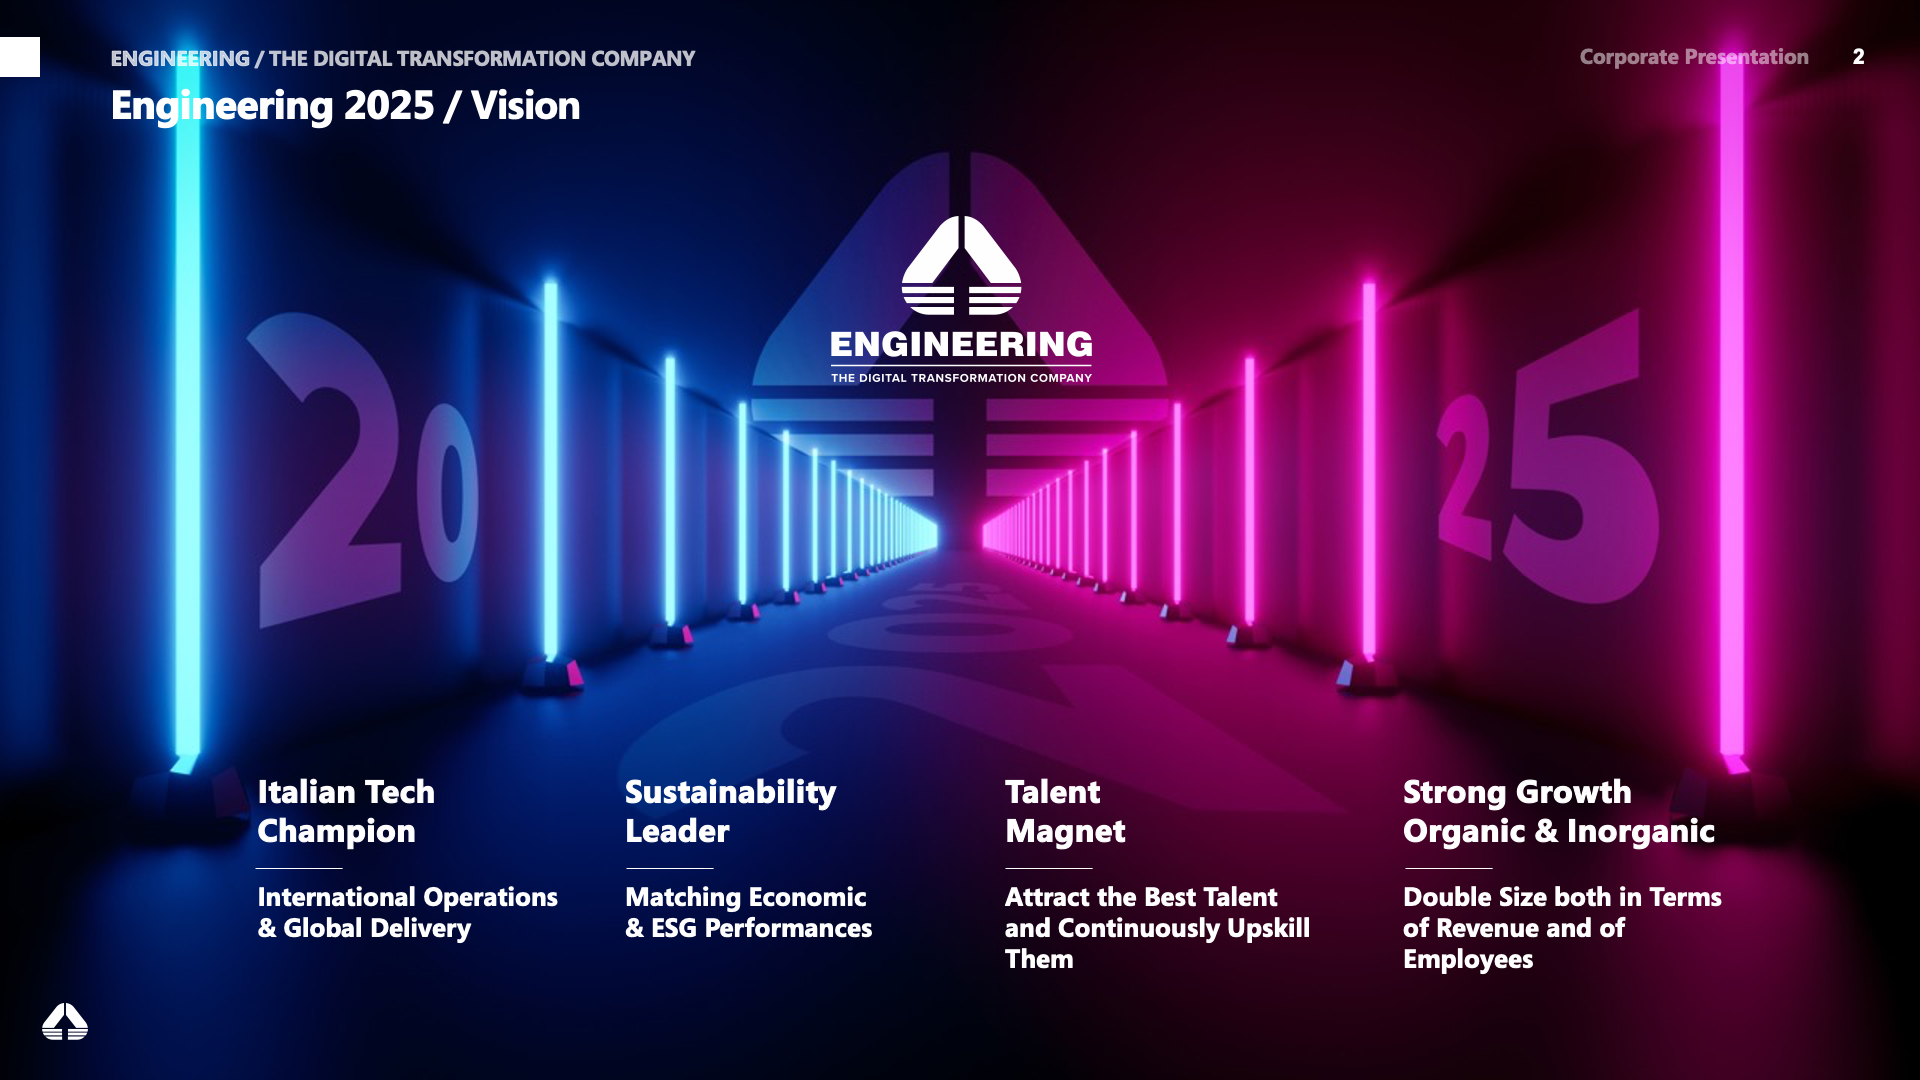 ENGINEERING / THE DIGITAL TRANSFORMATION COMPANY
Corporate Presentation 2
Engineering 2025 / Vision
ENGINEERING
THE DIGITAL TRANSFORMATION COMPANY
20
25
2025
Italian Tech
Champion
International Operations
& Global Delivery
Sustainability
Leader
Matching Economic
& ESG Performances
Talent
Magnet
Attract the Best Talent
and Continuously Upskill
Them
Strong Growth
Organic & Inorganic
Double Size both in Terms
of Revenue and of
Employees